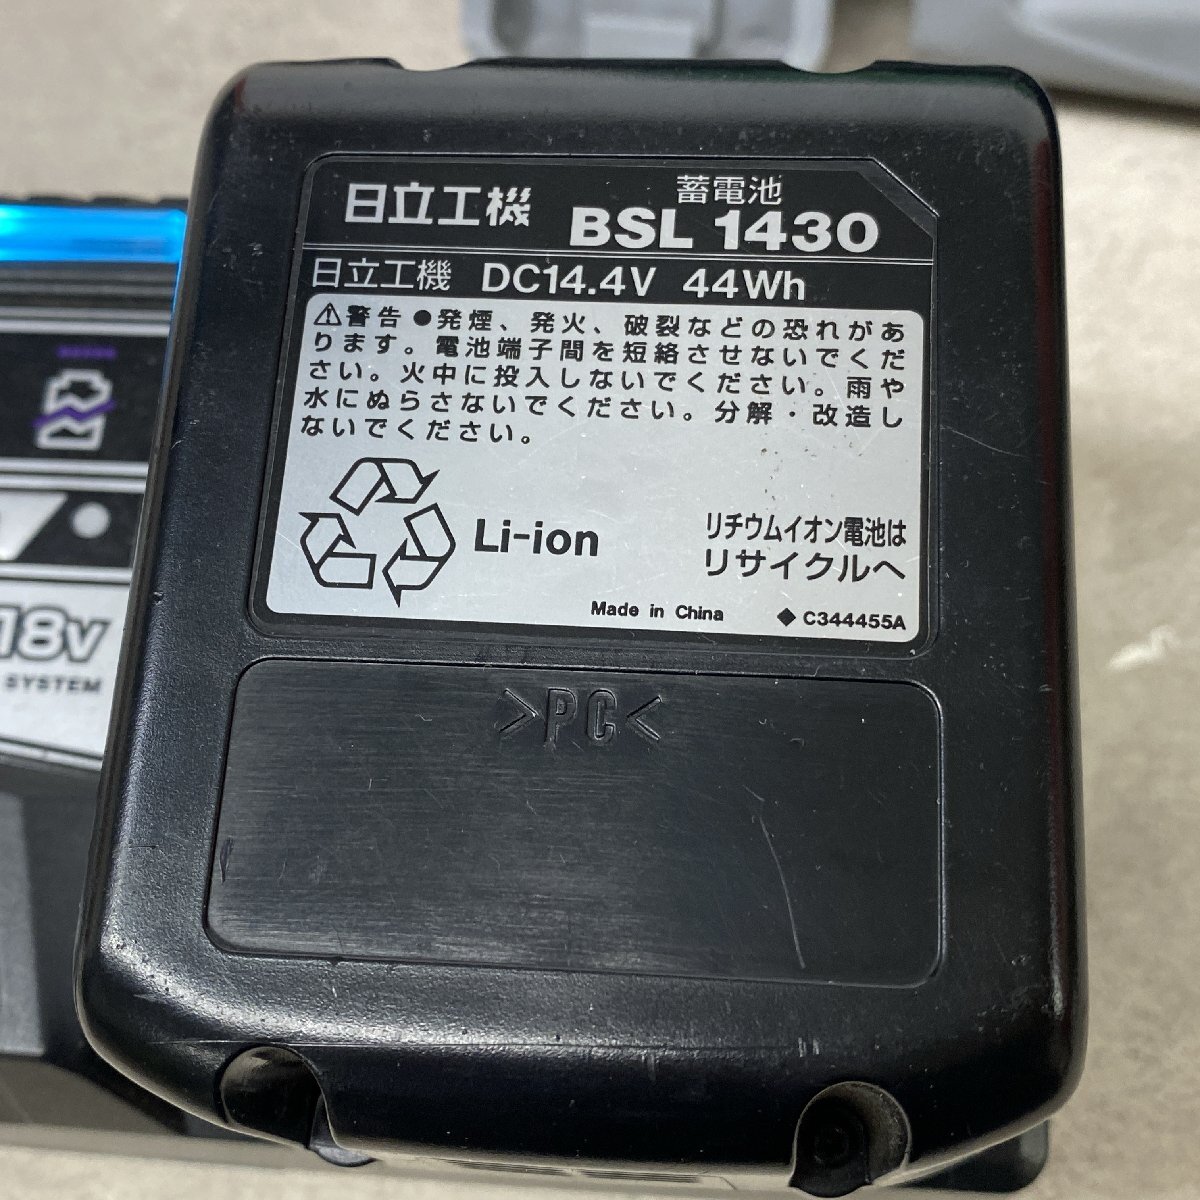 蓄電池
日立工機 BSL 1430
日立工機 DC14.4V 44Wh
⚠警告 ●発煙、発火、破裂などの恐れがあ
ります。電池端子間を短絡させないでくだ
さい。火中に投入しないでください。雨や
水にぬらさないでください。分解・改造し
ないでください。
Li-ion
リチウムイオン電池は
リサイクルへ
Made in China ◆C344455A
>PC<
18V
SYSTEM